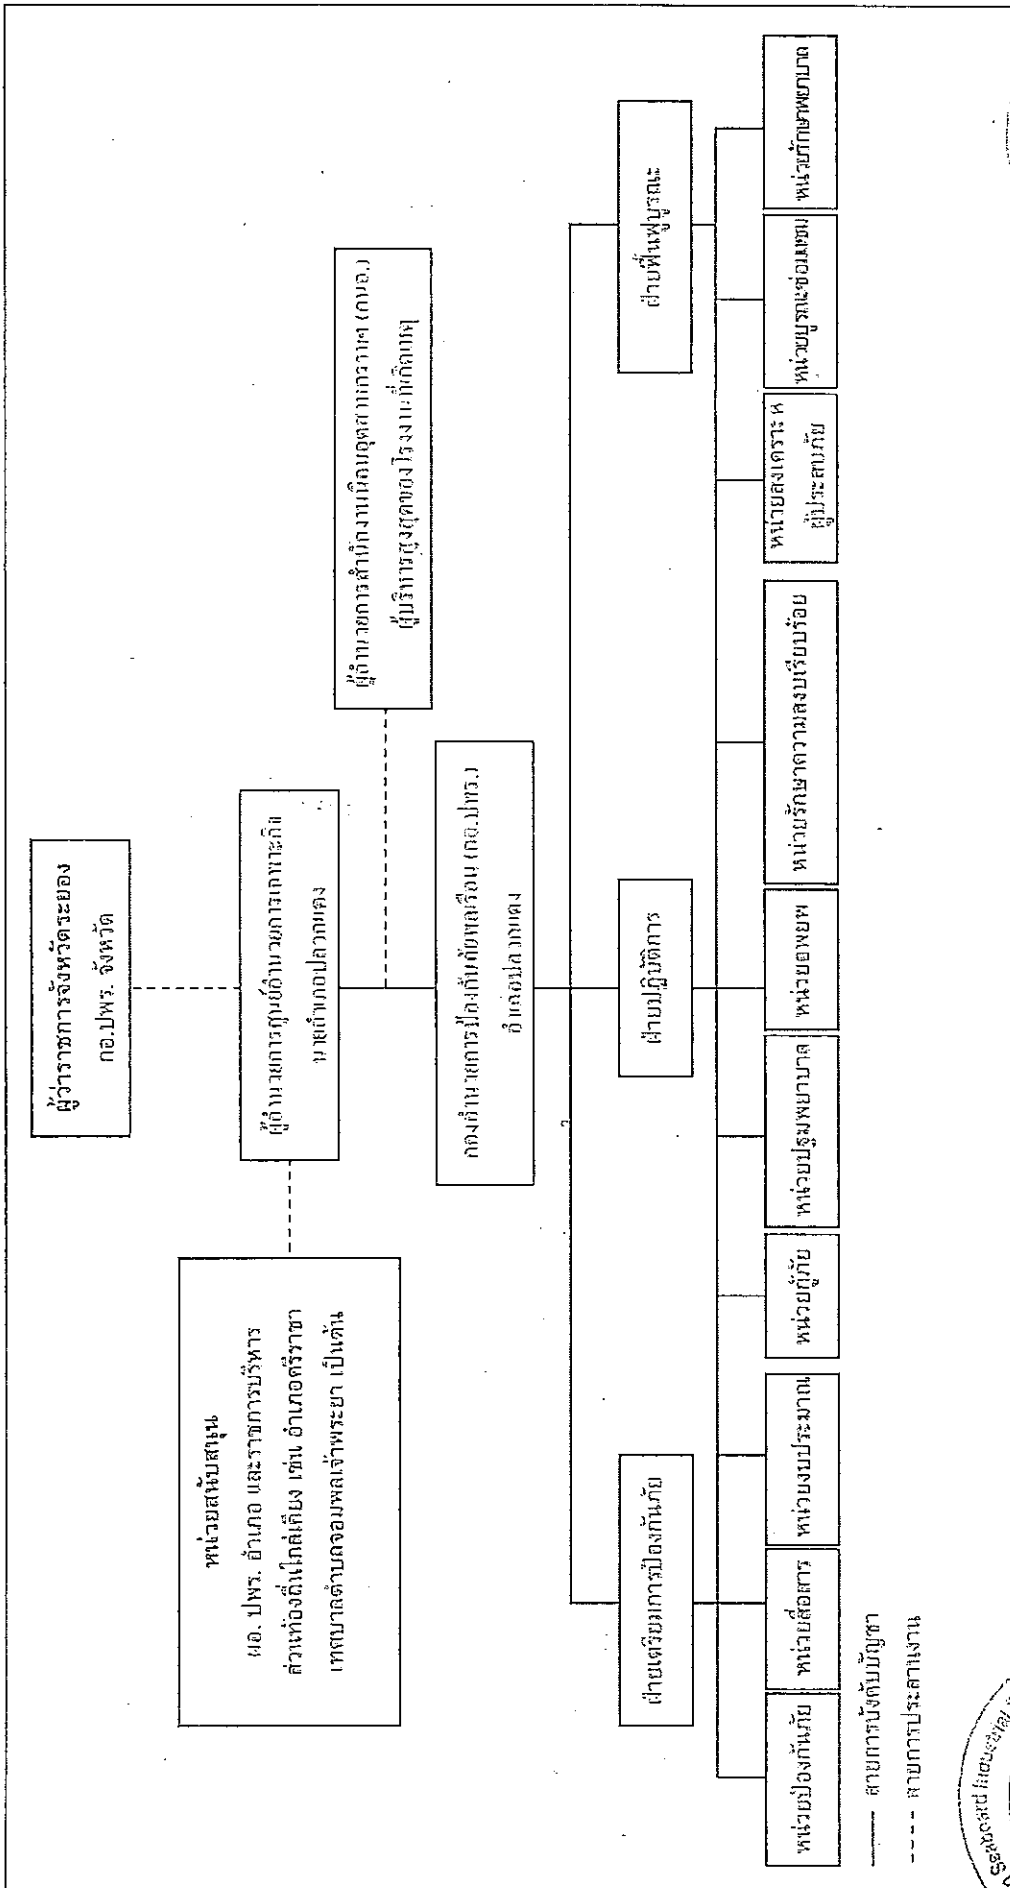 ผู้ว่าราชการจังหวัดระยอง
กอ.ปพร. จังหวัด
ผู้อำนวยการศูนย์อำนวยการเฉพาะกิจ
นายอำเภอปลวกแดง
หน่วยสนับสนุน
ผอ. ปพร. อำเภอ และราชการบริหาร
ส่วนท้องถิ่นใกล้เคียง เช่น อำเภอศรีราชา
เทศบาลตำบลจอมพลเจ้าพระยา เป็นต้น
ผู้อำนวยการสำนักงานนิคมอุตสาหกรรมฯ (กนอ.)
ผู้บริหารสูงสุดของโรงงานที่เกิดเหตุ
กองอำนวยการป้องกันภัยพลเรือน (กอ.ปพร.)
อำเภอปลวกแดง
ฝ่ายเตรียมการป้องกันภัย
ฝ่ายปฏิบัติการ
ฝ่ายฟื้นฟูบูรณะ
หน่วยป้องกันภัย
หน่วยสื่อสาร
หน่วยงบประมาณ
หน่วยกู้ภัย
หน่วยปฐมพยาบาล
หน่วยอพยพ
หน่วยรักษาความสงบเรียบร้อย
หน่วยสงเคราะห์
ผู้ประสบภัย
หน่วยบูรณะซ่อมแซม
หน่วยรักษาพยาบาล
สายการบังคับบัญชา
สายการประสานงาน